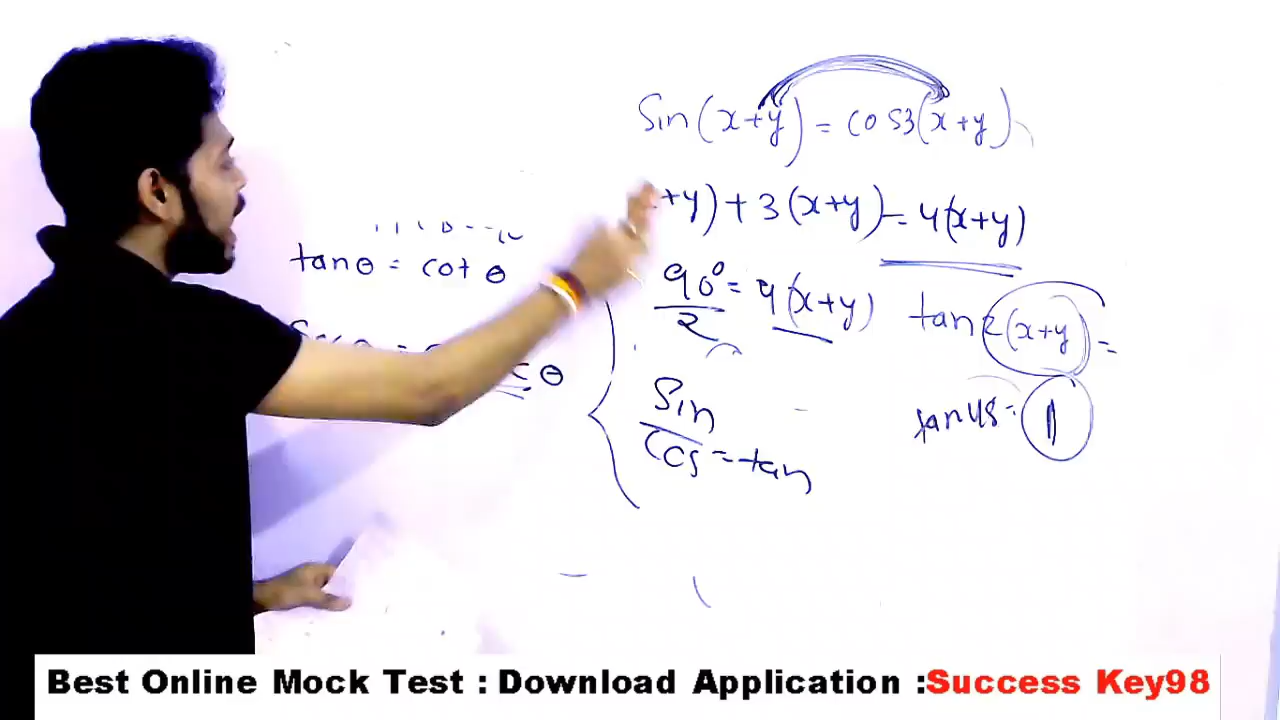 Sin(x+y) = cos3(x+y)
+y) + 3(x+y) = 4(x+y)
tanθ = cot θ
90° = 4(x+y)
2
tan2(x+y) =
θ
Sin
Cos = tan
tan45 = 1
Best Online Mock Test : Download Application :Success Key98